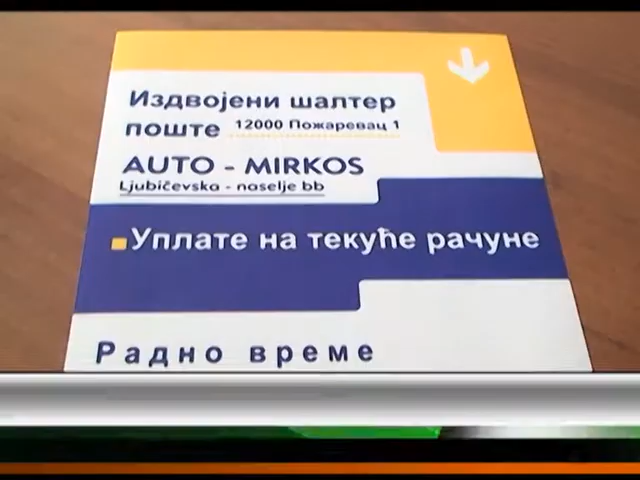 Издвојени шалтер
поште 12000 Пожаревац 1
AUTO - MIRKOS
Ljubičevska - naselje bb
Уплате на текуће рачуне
Радно време